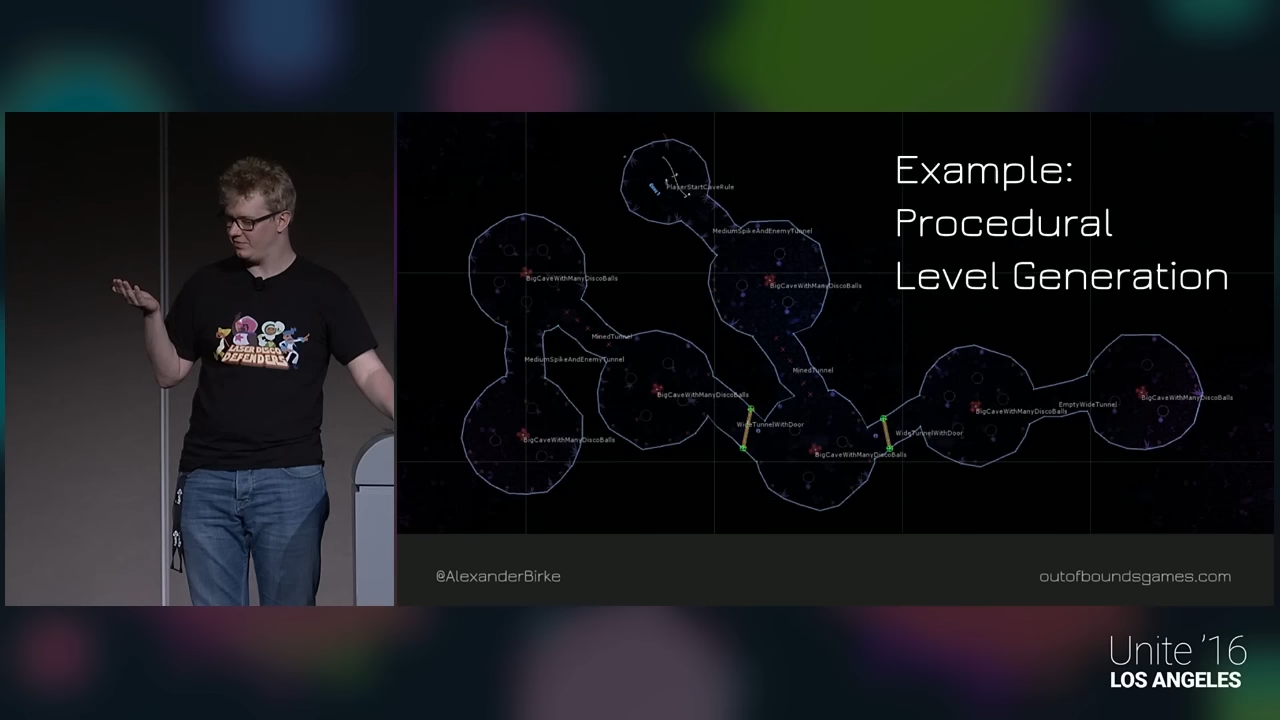 LASER DISCO
DEFENDERS
Example:
Procedural
Level Generation
PlayerStartCaveRule
MediumSpikeAndEnemyTunnel
BigCaveWithManyDiscoBalls
BigCaveWithManyDiscoBalls
MinedTunnel
MediumSpikeAndEnemyTunnel
MinedTunnel
BigCaveWithManyDiscoBalls
EmptyWideTunnel
BigCaveWithManyDiscoBalls
BigCaveWithManyDiscoBalls
WideTunnelWithDoor
WideTunnelWithDoor
BigCaveWithManyDiscoBalls
BigCaveWithManyDiscoBalls
@AlexanderBirke
outofboundsgames.com
Unite '16
LOS ANGELES